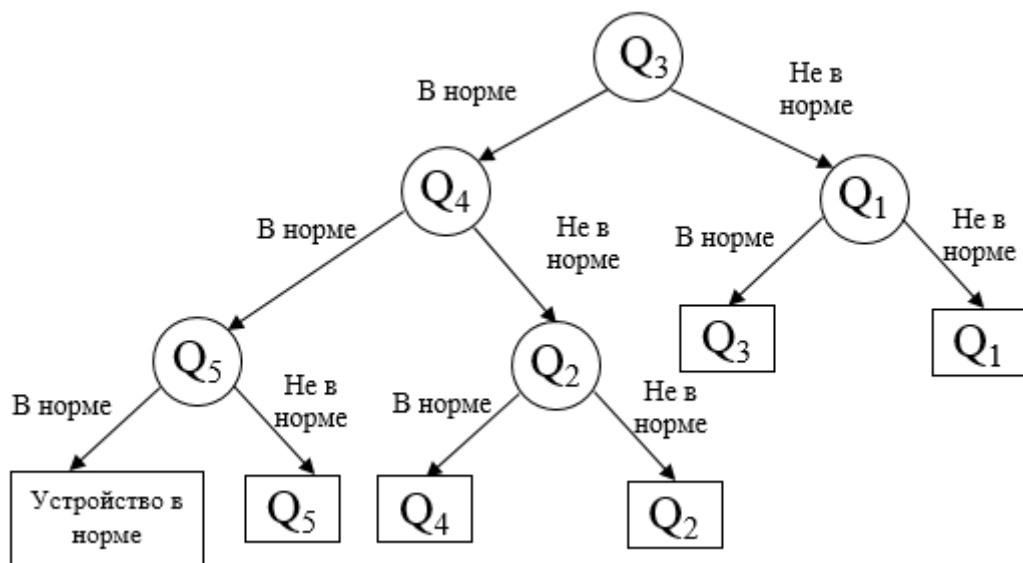 Q₃
В норме
Не в
норме
Q₄
Q₁
В норме
Не в
норме
В норме
Не в
норме
Q₃
Q₁
Q₅
Q₂
В норме
Не в
норме
В норме
Не в
норме
Устройство в
норме
Q₅
Q₄
Q₂